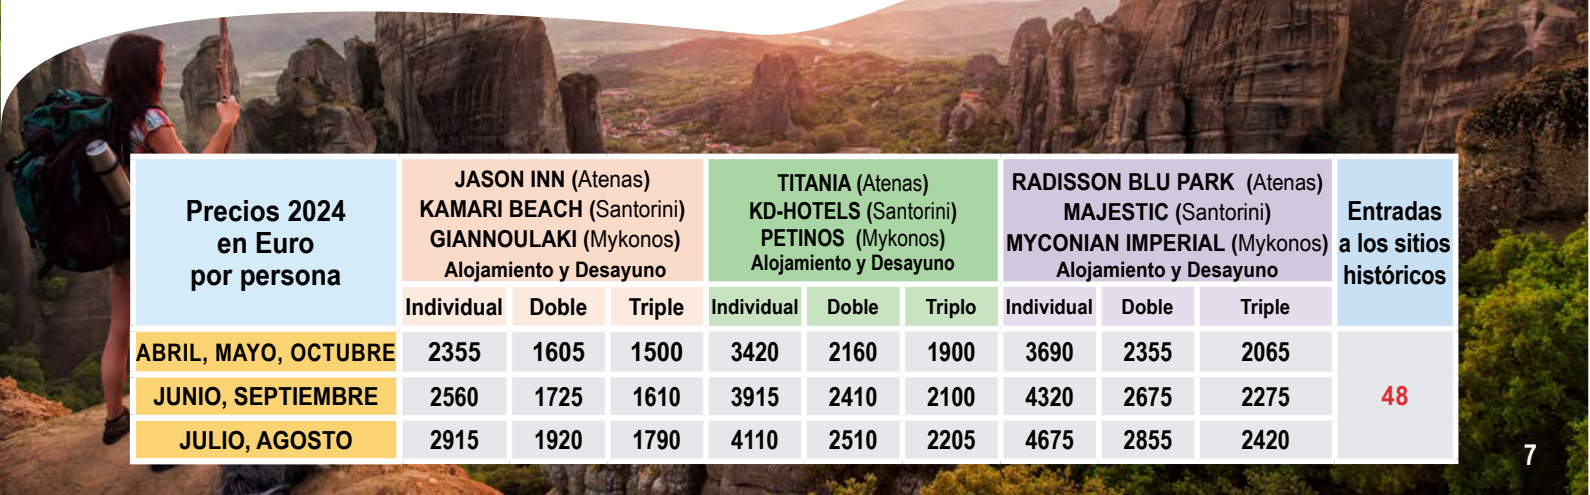 Precios 2024
en Euro
por persona
JASON INN (Atenas)
KAMARI BEACH (Santorini)
GIANNOULAKI (Mykonos)
Alojamiento y Desayuno
TITANIA (Atenas)
KD-HOTELS (Santorini)
PETINOS (Mykonos)
Alojamiento y Desayuno
RADISSON BLU PARK (Atenas)
MAJESTIC (Santorini)
MYCONIAN IMPERIAL (Mykonos)
Alojamiento y Desayuno
Entradas
a los sitios
históricos
Individual Doble Triple Individual Doble Triplo Individual Doble Triple
ABRIL, MAYO, OCTUBRE 2355 1605 1500 3420 2160 1900 3690 2355 2065
JUNIO, SEPTIEMBRE 2560 1725 1610 3915 2410 2100 4320 2675 2275 48
JULIO, AGOSTO 2915 1920 1790 4110 2510 2205 4675 2855 2420
7